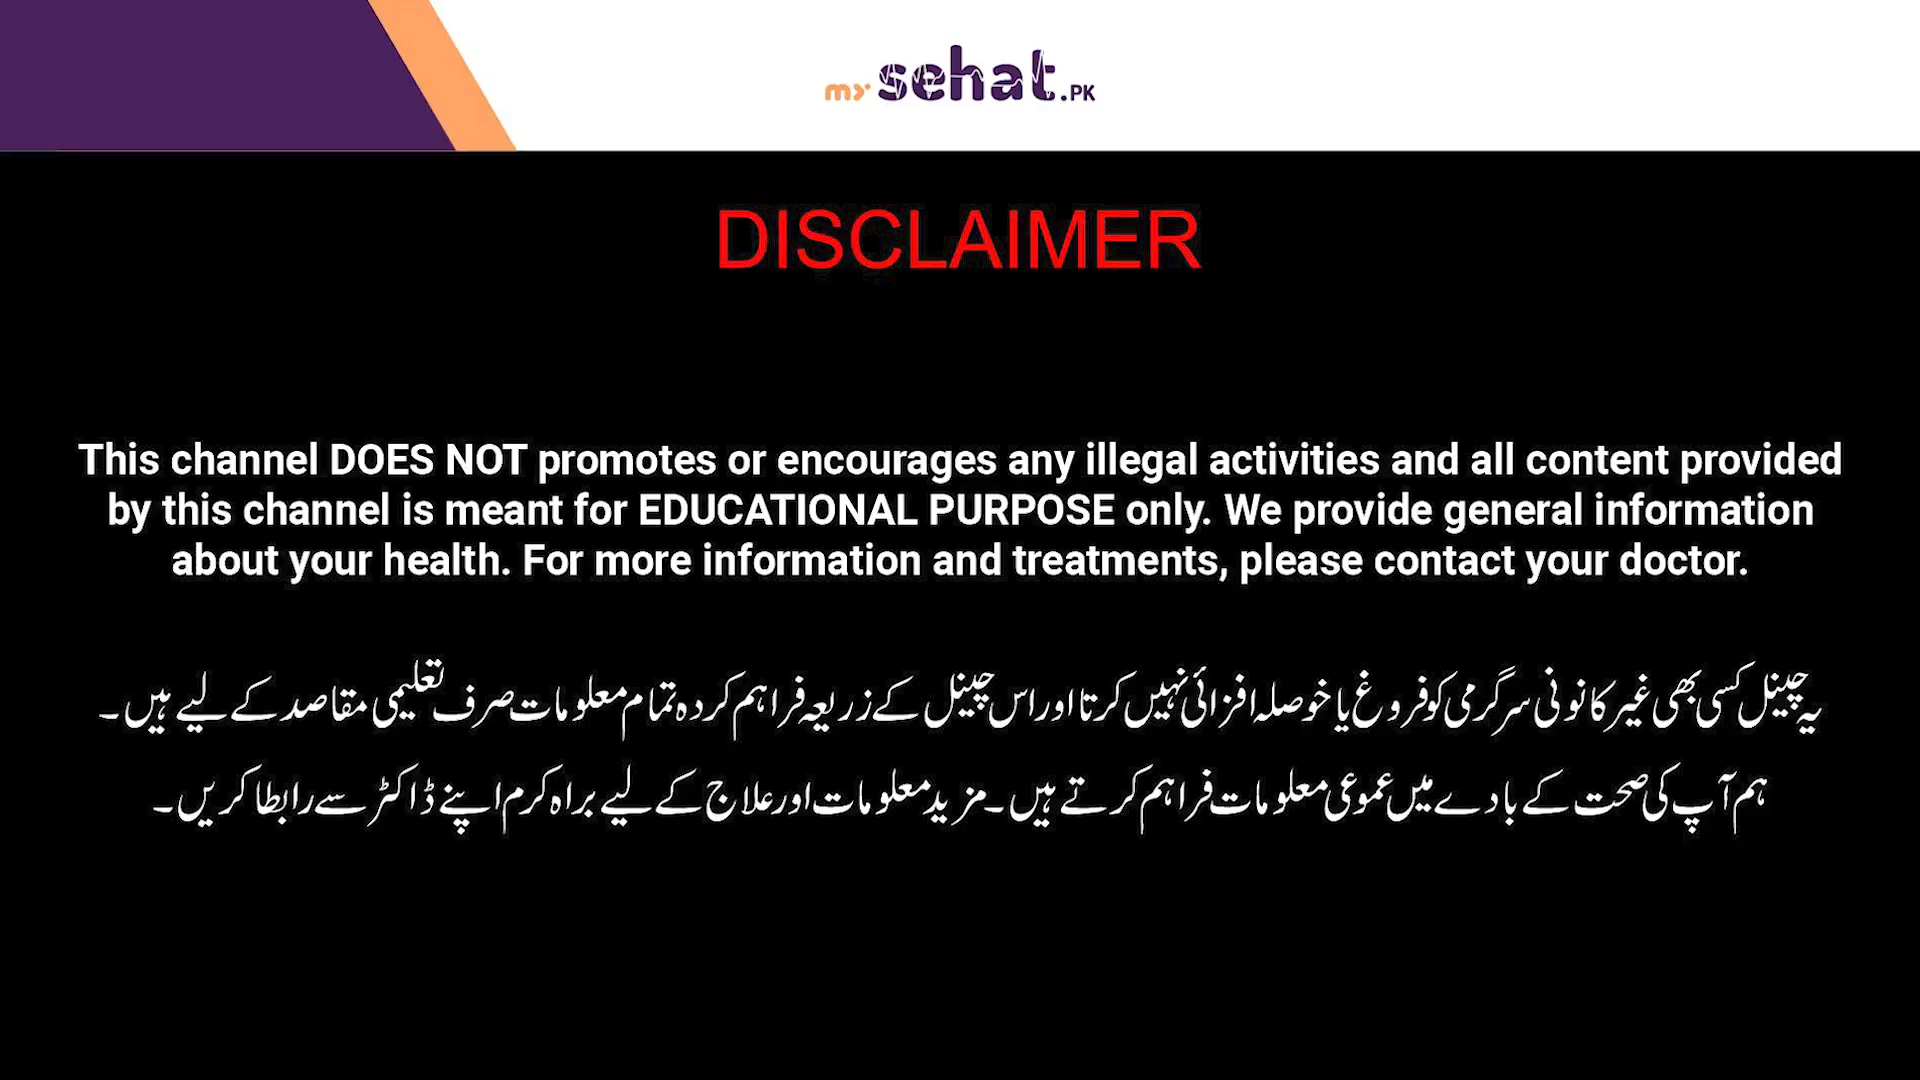 my sehat.PK
DISCLAIMER
This channel DOES NOT promotes or encourages any illegal activities and all content provided
by this channel is meant for EDUCATIONAL PURPOSE only. We provide general information
about your health. For more information and treatments, please contact your doctor.
یہ چینل کسی بھی غیر کانونی سرگرمی کو فروغ یا خوصلہ افزائی نہیں کرتا اور اس چینل کے زریعہ فراہم کردہ تمام معلومات صرف تعلیمی مقاصد کے لیے ہیں۔
ہم آپ کی صحت کے بادے میں عموعی معلومات فراہم کرتے ہیں۔ مزید معلومات اور علاج کے لیے براہ کرم اپنے ڈاکٹر سے رابطا کریں۔